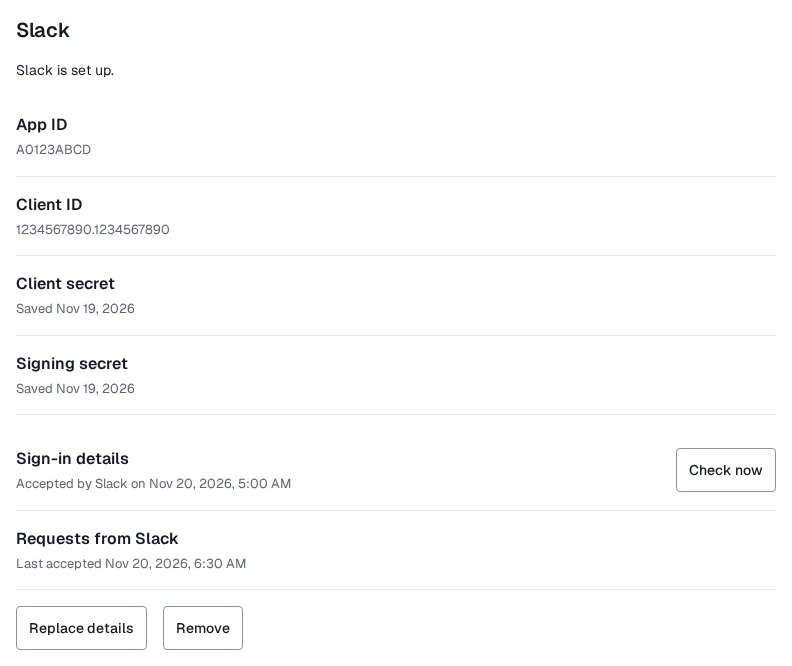 Slack
Slack is set up.
App ID
A0123ABCD
Client ID
1234567890.1234567890
Client secret
Saved Nov 19, 2026
Signing secret
Saved Nov 19, 2026
Sign-in details
Accepted by Slack on Nov 20, 2026, 5:00 AM
Check now
Requests from Slack
Last accepted Nov 20, 2026, 6:30 AM
Replace details
Remove